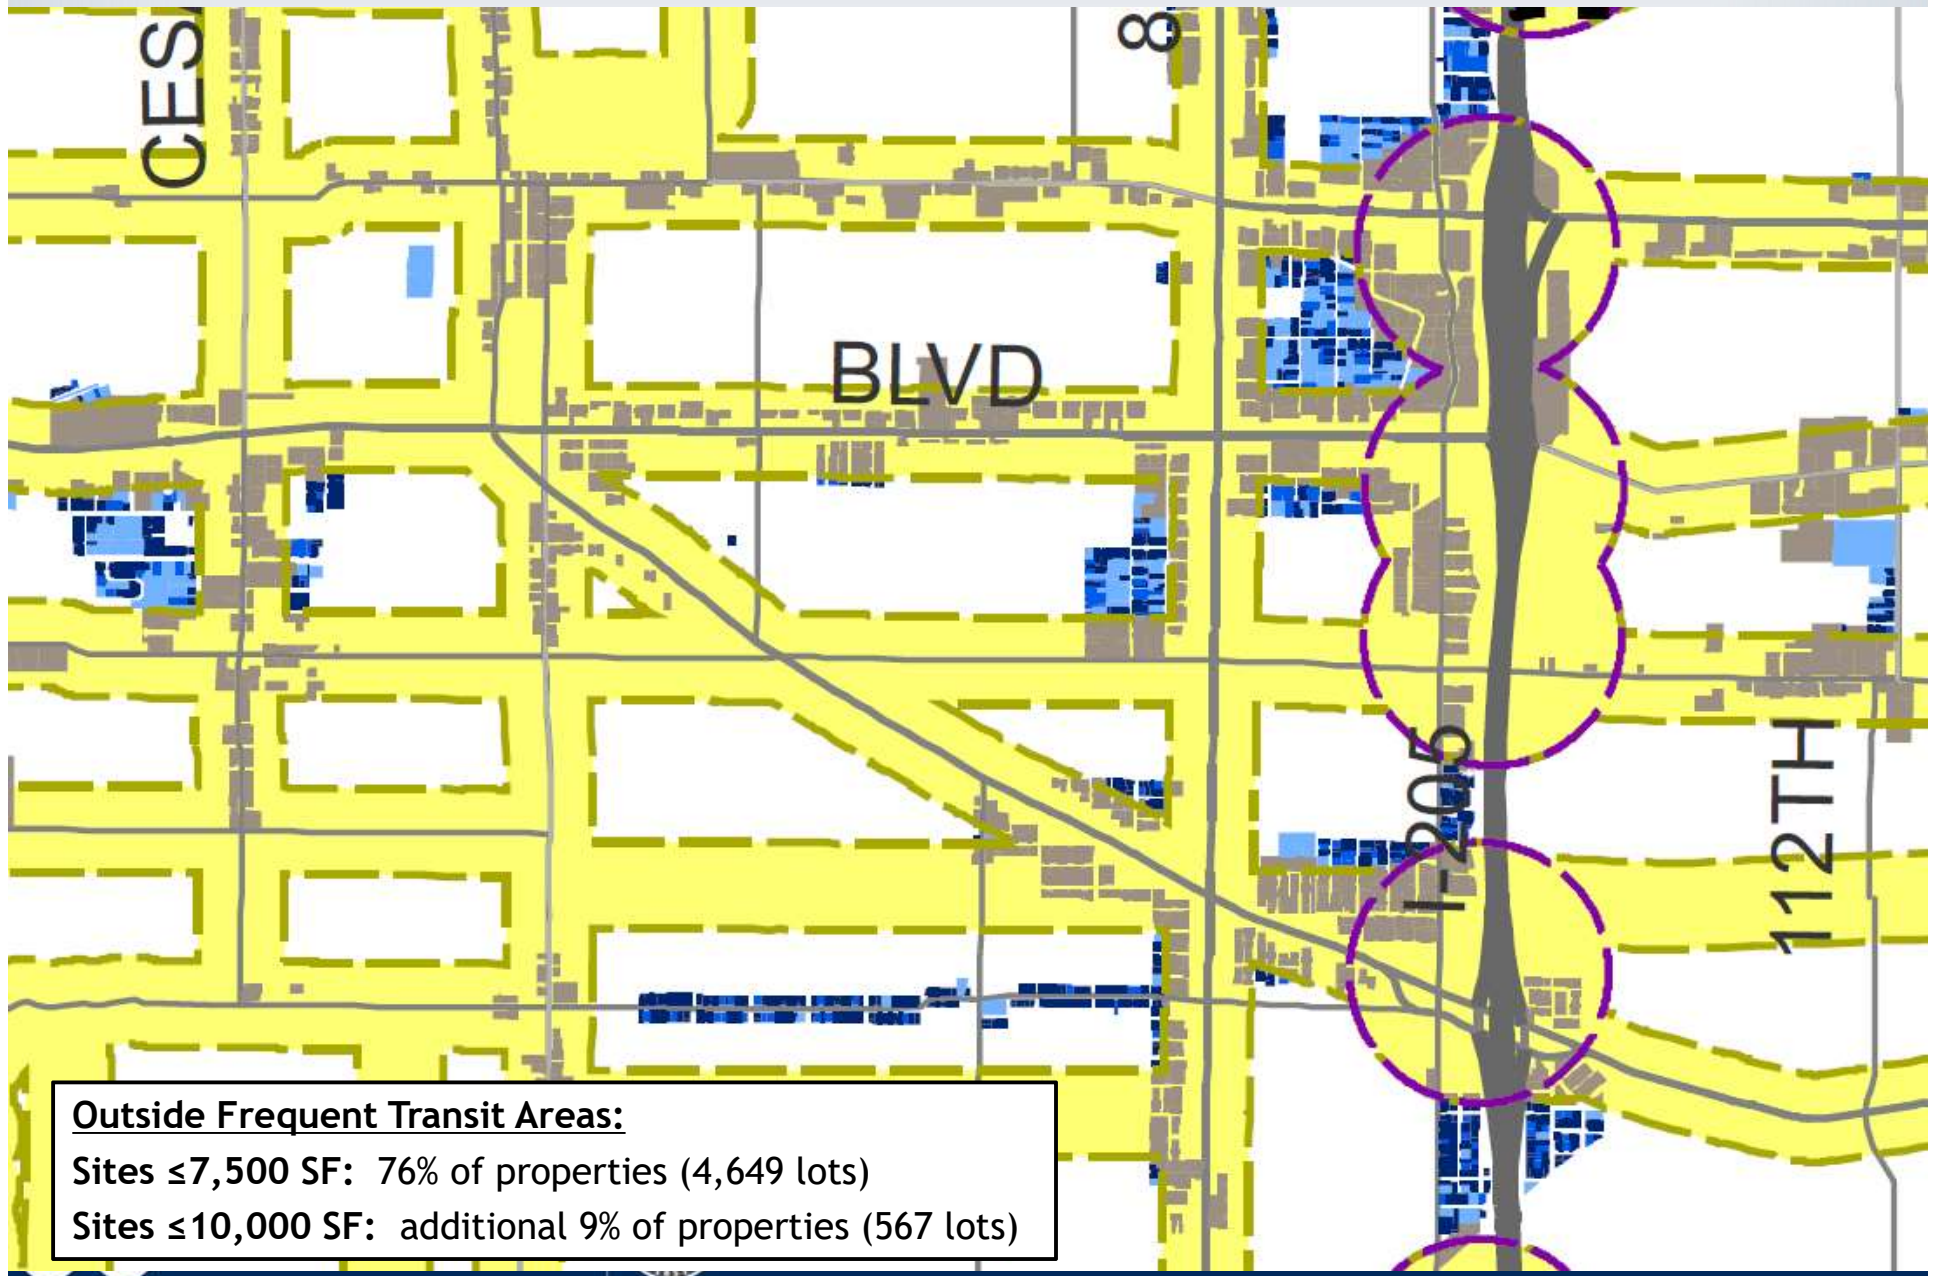 CES
8
BLVD
I-205
112TH
Outside Frequent Transit Areas:
Sites ≤7,500 SF: 76% of properties (4,649 lots)
Sites ≤10,000 SF: additional 9% of properties (567 lots)